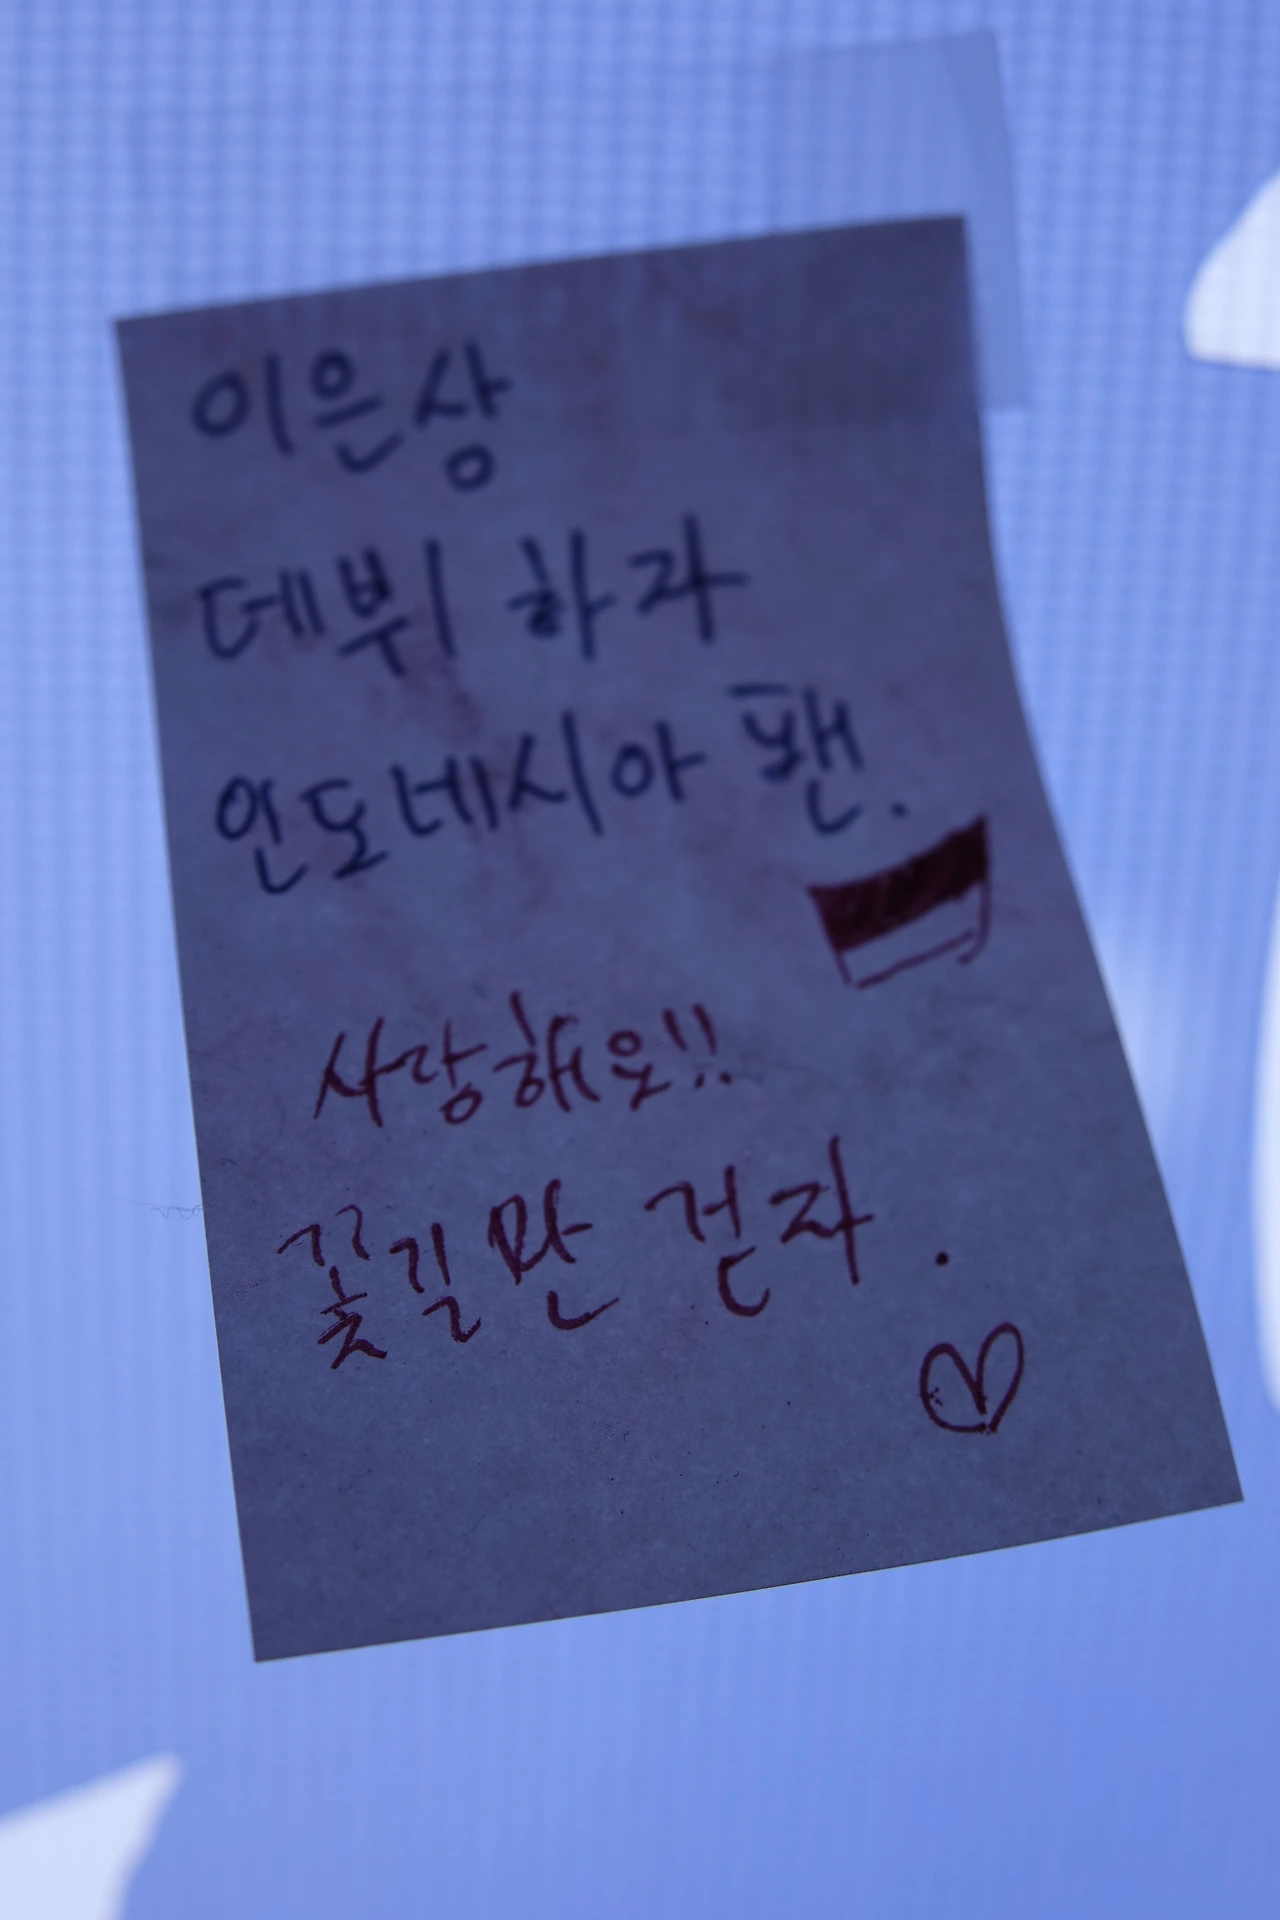 이은상
데뷔 하자
인도네시아 팬.
사랑해요!!
꽃길만 걷자.